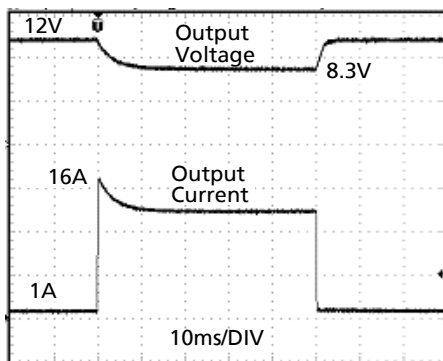 12V
Output
Voltage
8.3V
16A
Output
Current
1A
10ms/DIV